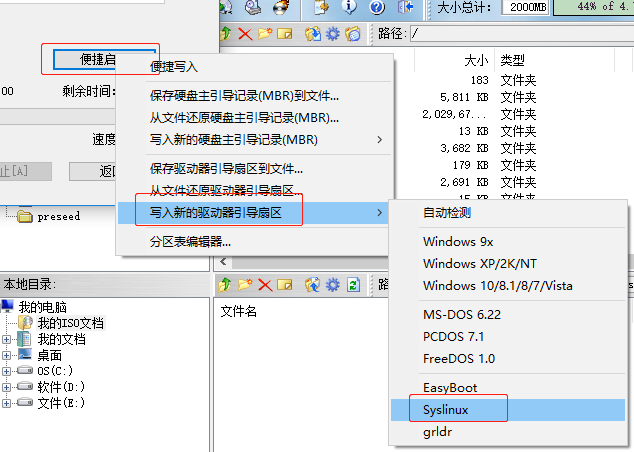 大小总计: 2000MB 44% of 4.
路径: /
便捷启
00 剩余时间:
速度
止[A] 返回
preseed
便捷写入
保存硬盘主引导记录(MBR)到文件...
从文件还原硬盘主引导记录(MBR)...
写入新的硬盘主引导记录(MBR)
保存驱动器引导扇区到文件...
从文件还原驱动器引导扇区...
写入新的驱动器引导扇区
分区表编辑器...
大小 类型
183 文件夹
5,811 KB 文件夹
2,029,67... 文件夹
13 KB 文件夹
3,682 KB 文件夹
179 KB 文件夹
2,691 KB 文件夹
15 KB 文件夹
自动检测
Windows 9x
Windows XP/2K/NT
Windows 10/8.1/8/7/Vista
MS-DOS 6.22
PCDOS 7.1
FreeDOS 1.0
EasyBoot
Syslinux
grldr
本地目录:
我的电脑
我的ISO文档
我的文档
桌面
OS(C:)
软件(D:)
文件(E:)
路
文件名